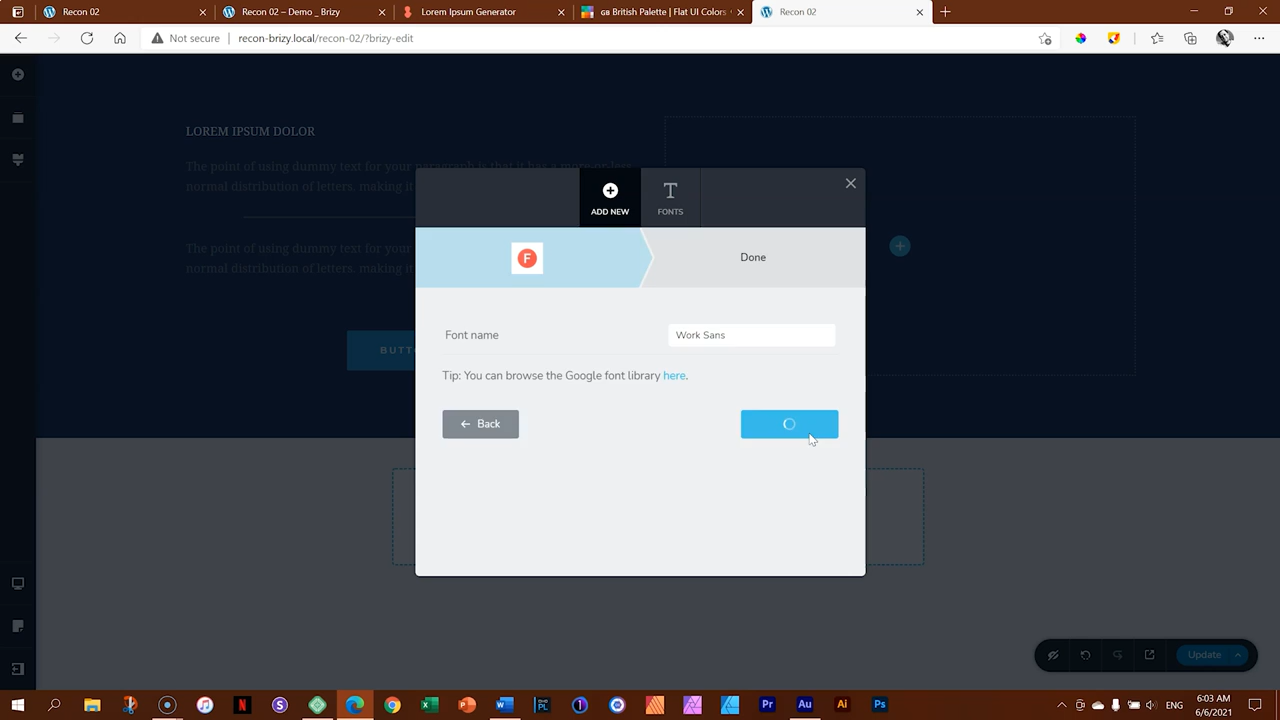 Recon 02
Recon 02 – Demo _ Brizy
Lorem Ipsum Generator
GB British Palette | Flat UI Colors
Recon 02
Not secure
recon-brizy.local/recon-02/?brizy-edit
LOREM IPSUM DOLOR
The point of using dummy text for your paragraph is that it has a more-or-less
normal distribution of letters, making it
The point of using dummy text for your
normal distribution of letters, making it
BUTTO
ADD NEW
FONTS
F
Done
Font name
Work Sans
Tip: You can browse the Google font library here.
Back
Update
6:03 AM
6/6/2021